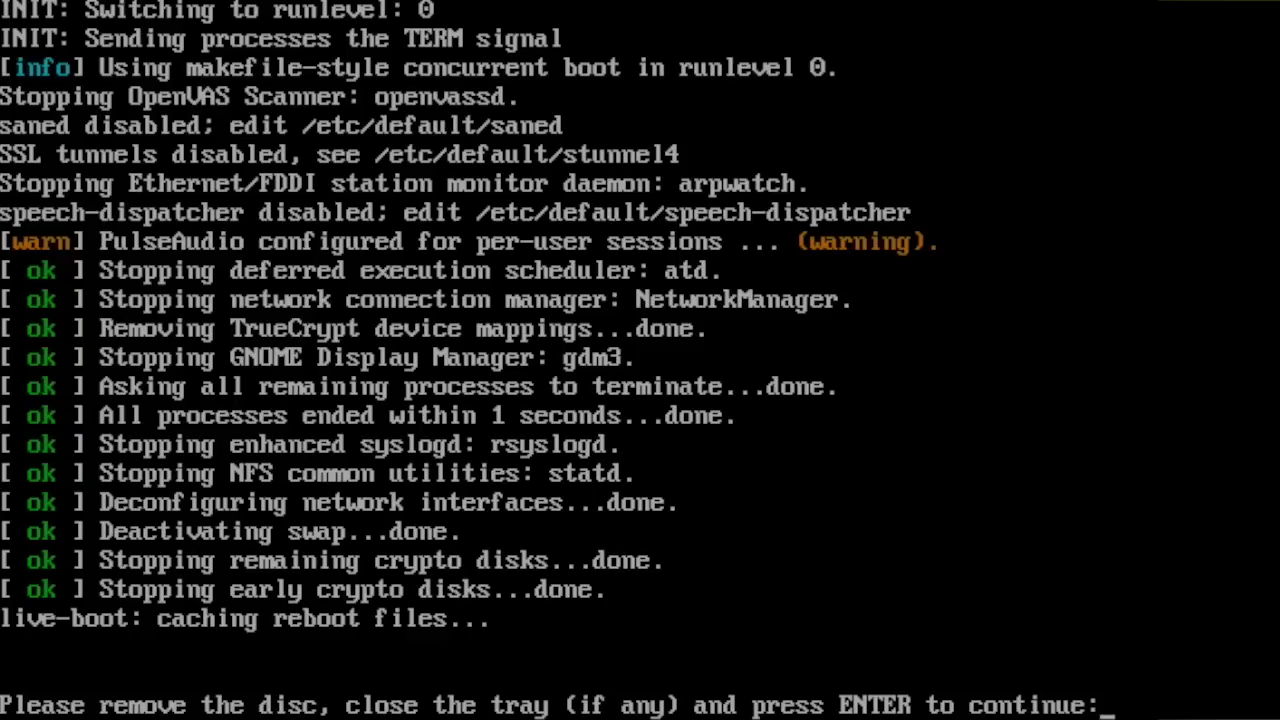 INIT: Switching to runlevel: 0
INIT: Sending processes the TERM signal
[info] Using makefile-style concurrent boot in runlevel 0.
Stopping OpenVAS Scanner: openvassd.
saned disabled; edit /etc/default/saned
SSL tunnels disabled, see /etc/default/stunnel4
Stopping Ethernet/FDDI station monitor daemon: arpwatch.
speech-dispatcher disabled; edit /etc/default/speech-dispatcher
[warn] PulseAudio configured for per-user sessions ... (warning).
[ ok ] Stopping deferred execution scheduler: atd.
[ ok ] Stopping network connection manager: NetworkManager.
[ ok ] Removing TrueCrypt device mappings...done.
[ ok ] Stopping GNOME Display Manager: gdm3.
[ ok ] Asking all remaining processes to terminate...done.
[ ok ] All processes ended within 1 seconds...done.
[ ok ] Stopping enhanced syslogd: rsyslogd.
[ ok ] Stopping NFS common utilities: statd.
[ ok ] Deconfiguring network interfaces...done.
[ ok ] Deactivating swap...done.
[ ok ] Stopping remaining crypto disks...done.
[ ok ] Stopping early crypto disks...done.
live-boot: caching reboot files...
Please remove the disc, close the tray (if any) and press ENTER to continue:_